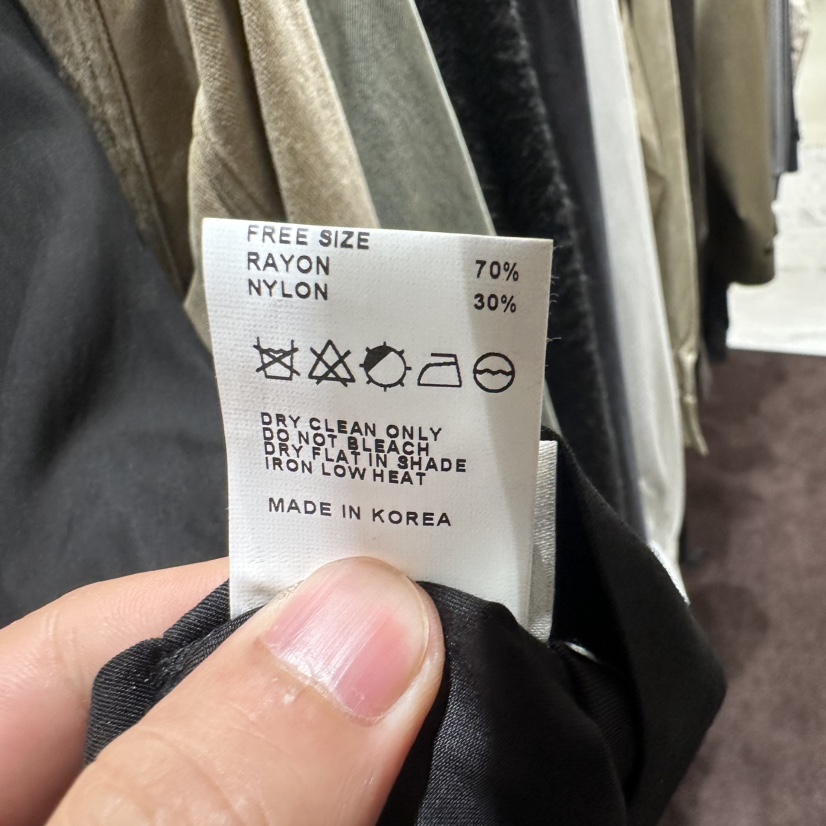 FREE SIZE
RAYON 70%
NYLON 30%
DRY CLEAN ONLY
DO NOT BLEACH
DRY FLAT IN SHADE
IRON LOW HEAT
MADE IN KOREA